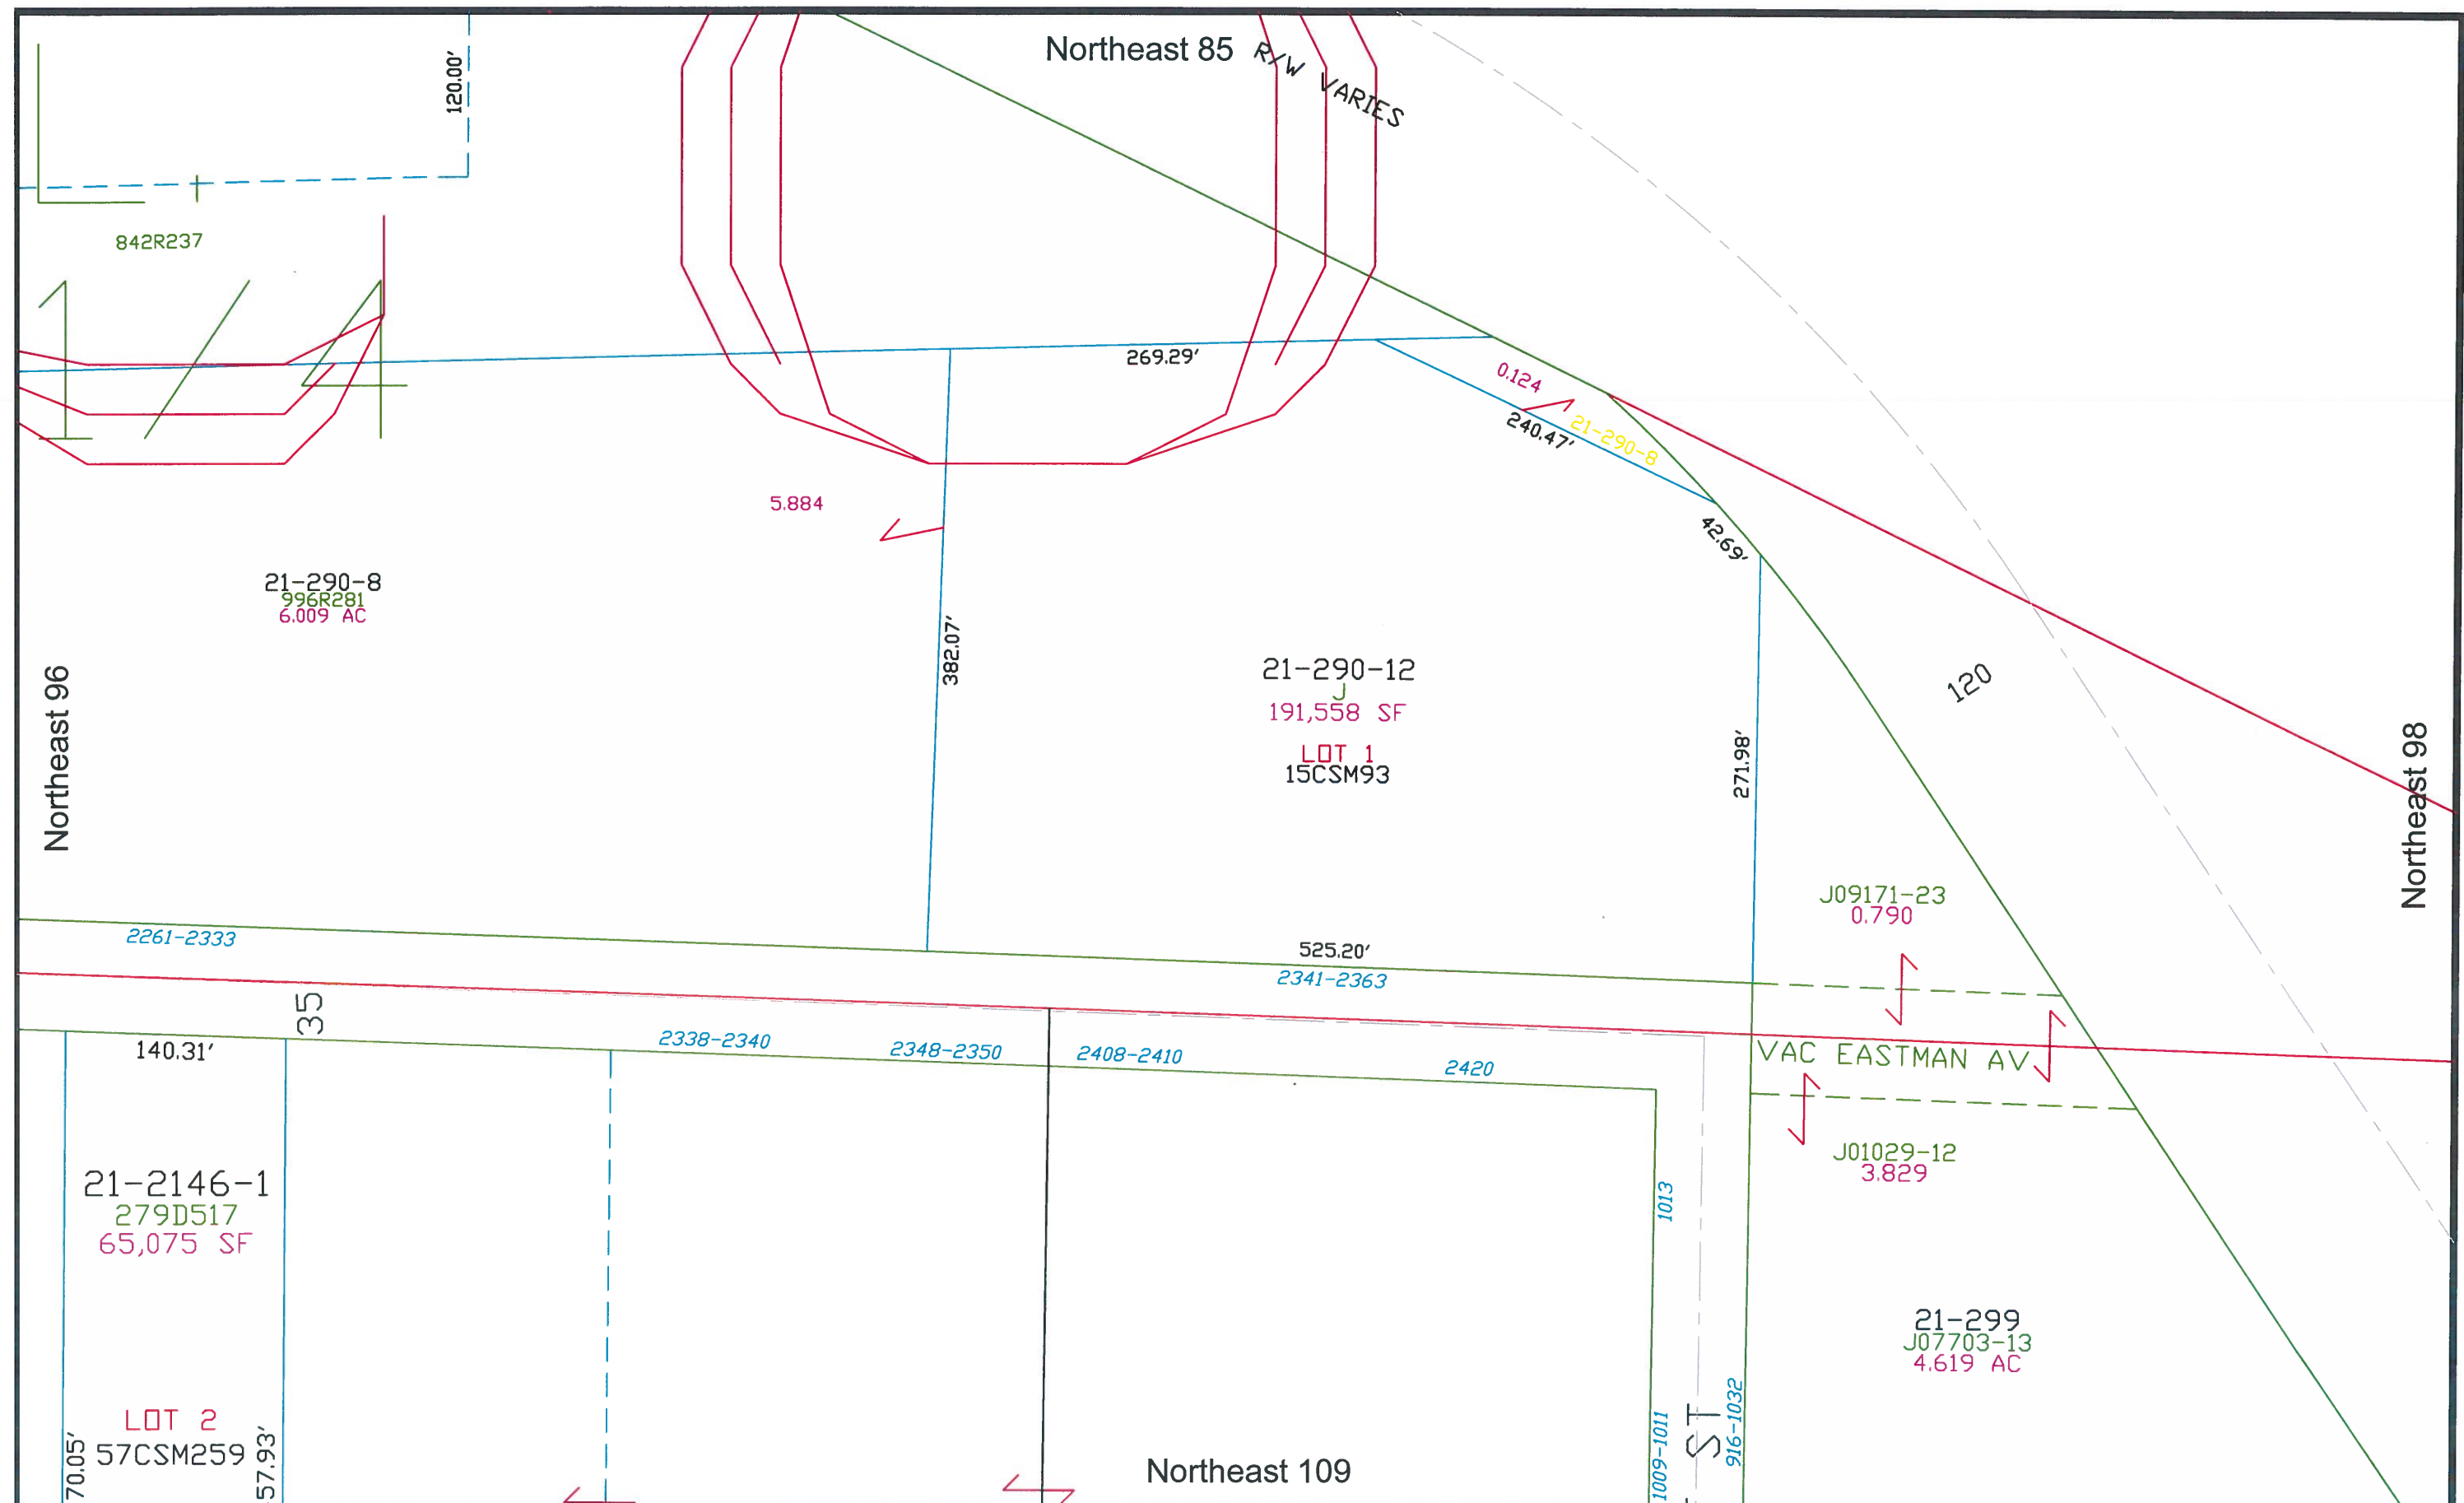 Northeast 85
R/W VARIES
120.00'
842R237
1/4
269.29'
0.124
240.47'
21-290-8
42.69'
5.884
21-290-8
996R281
6.009 AC
382.07'
21-290-12
J
191,558 SF
LOT 1
15CSM93
271.98'
120
Northeast 96
Northeast 98
J09171-23
0.790
2261-2333
525.20'
2341-2363
35
140.31'
2338-2340
2348-2350
2408-2410
2420
VAC EASTMAN AV
J01029-12
3.829
21-2146-1
279D517
65,075 SF
1013
21-299
J07703-13
4.619 AC
LOT 2
57CSM259
70.05'
57.93'
Northeast 109
1009-1011
ST
916-1032